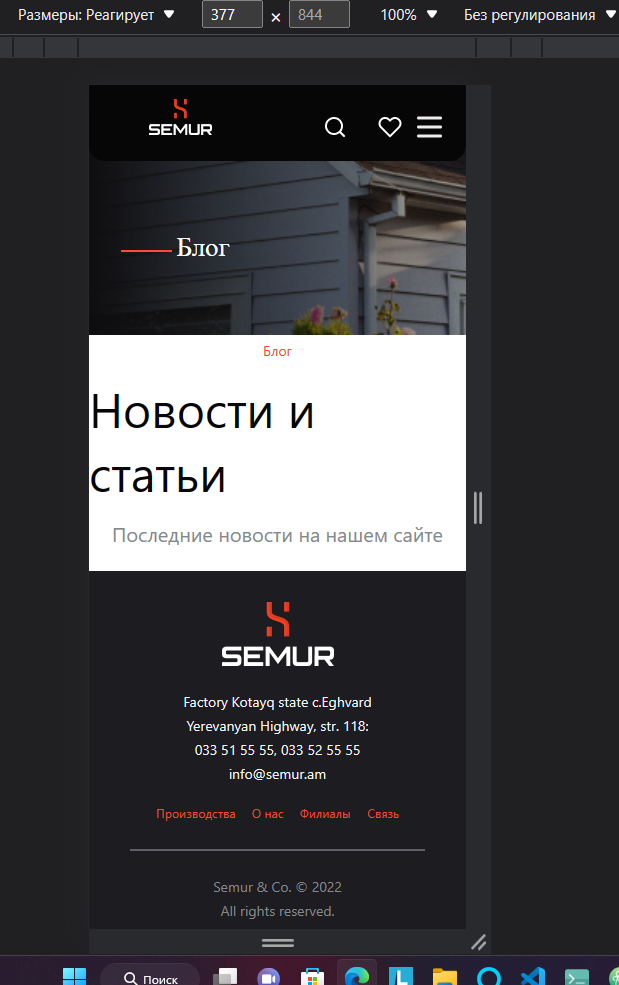 Размеры: Реагирует 377 × 844 100% Без регулирования
SEMUR
Блог
Блог
Новости и
статьи
Последние новости на нашем сайте
SEMUR
Factory Kotayq state c.Eghvard
Yerevanyan Highway, str. 118:
033 51 55 55, 033 52 55 55
info@semur.am
Производства О нас Филиалы Связь
Semur & Co. © 2022
All rights reserved.
Поиск